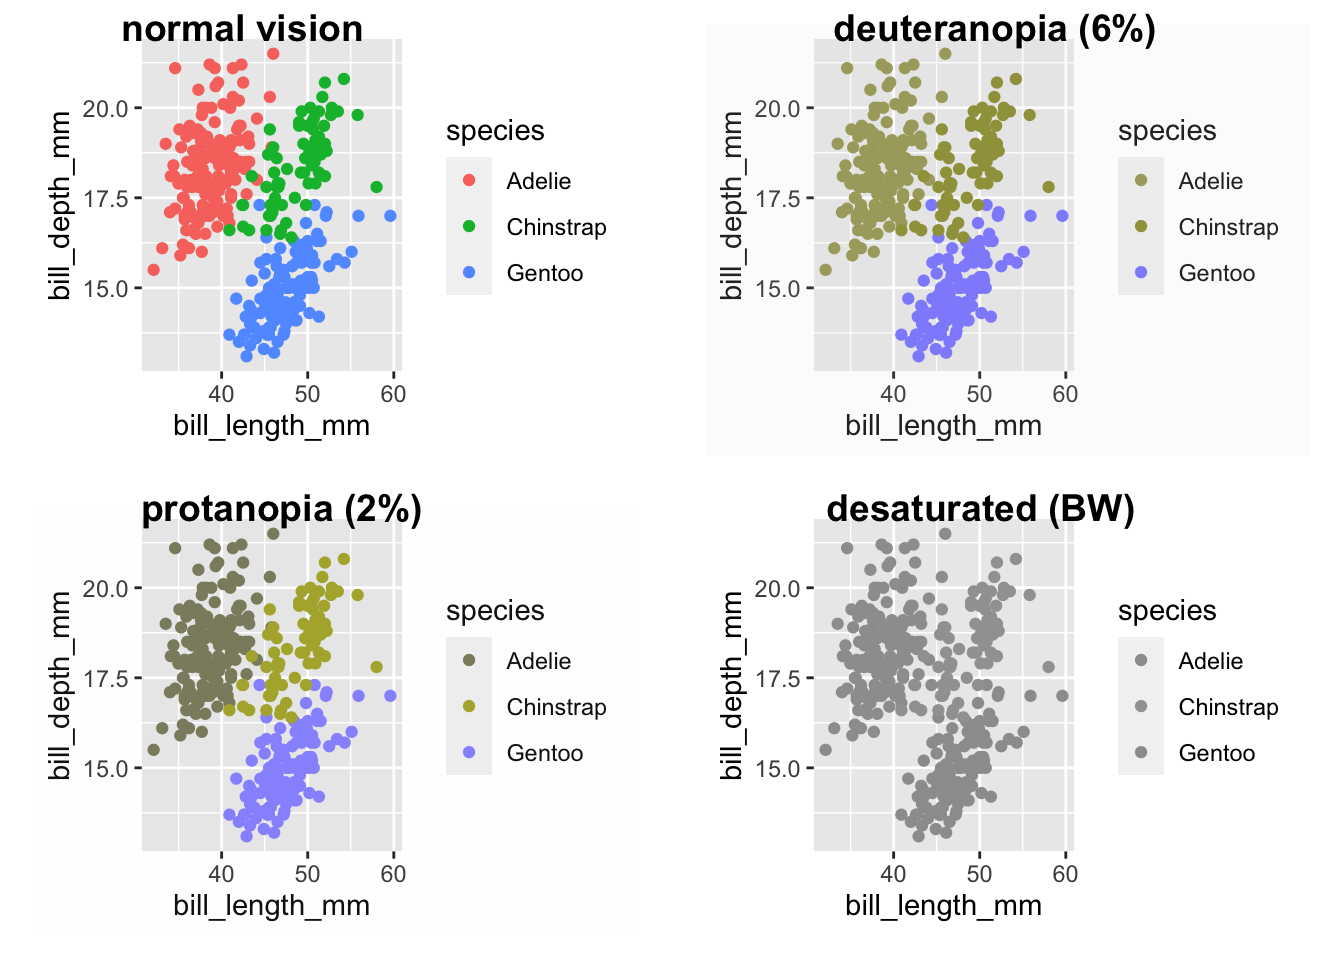 normal vision
bill_depth_mm
20.0
17.5
15.0
40 50 60
bill_length_mm
species
Adelie
Chinstrap
Gentoo
deuteranopia (6%)
bill_depth_mm
20.0
17.5
15.0
40 50 60
bill_length_mm
species
Adelie
Chinstrap
Gentoo
protanopia (2%)
bill_depth_mm
20.0
17.5
15.0
40 50 60
bill_length_mm
species
Adelie
Chinstrap
Gentoo
desaturated (BW)
bill_depth_mm
20.0
17.5
15.0
40 50 60
bill_length_mm
species
Adelie
Chinstrap
Gentoo